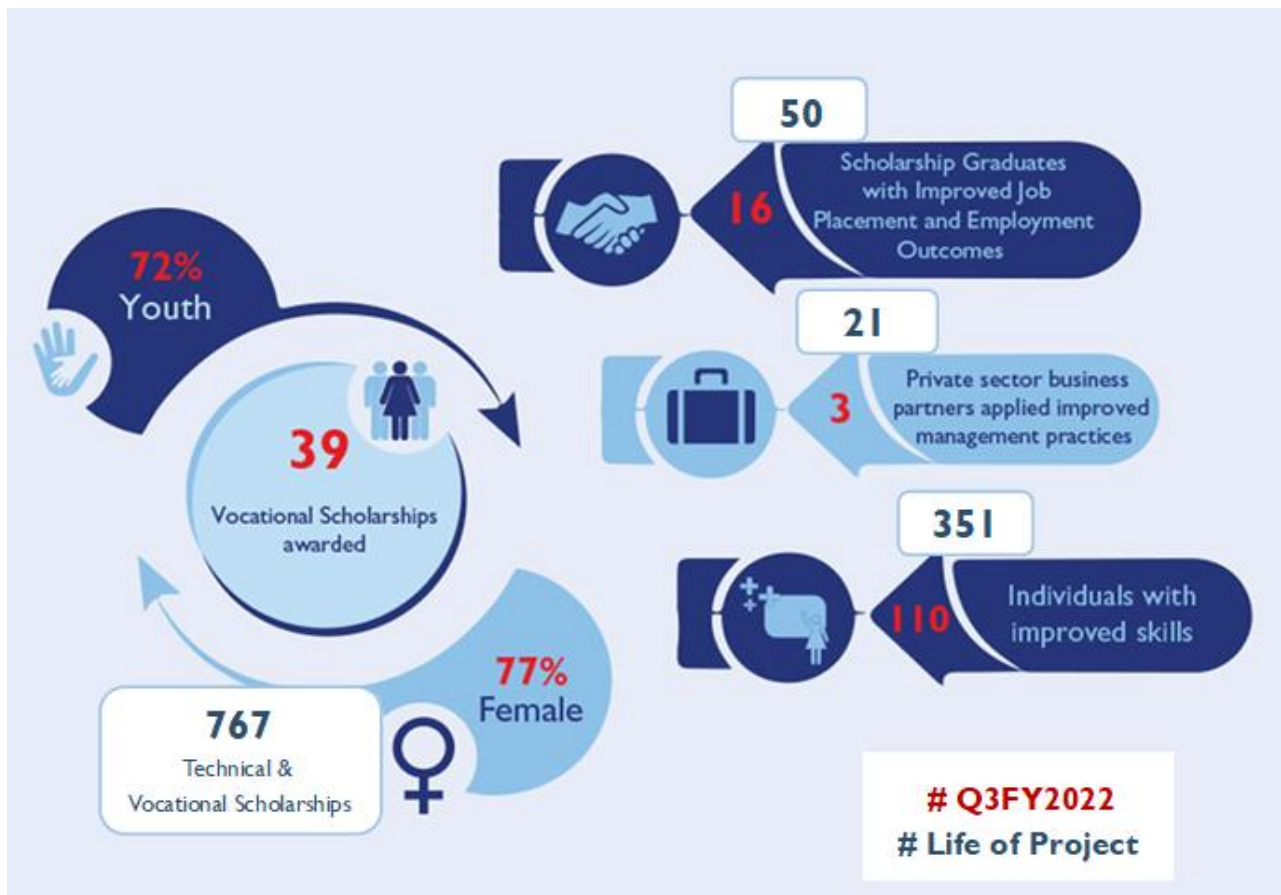 72%
Youth
39
Vocational Scholarships
awarded
77%
Female
767
Technical &
Vocational Scholarships
50
16
Scholarship Graduates
with Improved Job
Placement and Employment
Outcomes
21
3
Private sector business
partners applied improved
management practices
351
110
Individuals with
improved skills
# Q3FY2022
# Life of Project